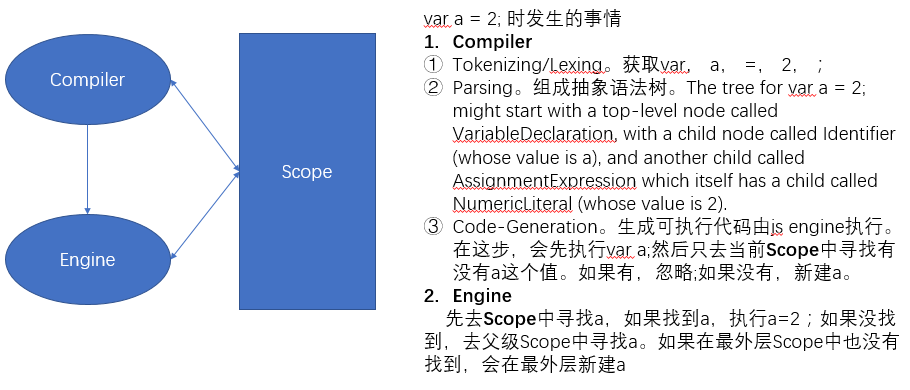 Compiler
Scope
Engine
var a = 2; 时发生的事情
1. Compiler
① Tokenizing/Lexing。获取var， a， =， 2， ；
② Parsing。组成抽象语法树。The tree for var a = 2;
might start with a top-level node called
VariableDeclaration, with a child node called Identifier
(whose value is a), and another child called
AssignmentExpression which itself has a child called
NumericLiteral (whose value is 2).
③ Code-Generation。生成可执行代码由js engine执行。
在这步，会先执行var a;然后只去当前Scope中寻找有
没有a这个值。如果有，忽略;如果没有，新建a。
2. Engine
先去Scope中寻找a，如果找到a，执行a=2；如果没找
到，去父级Scope中寻找a。如果在最外层Scope中也没有
找到，会在最外层新建a